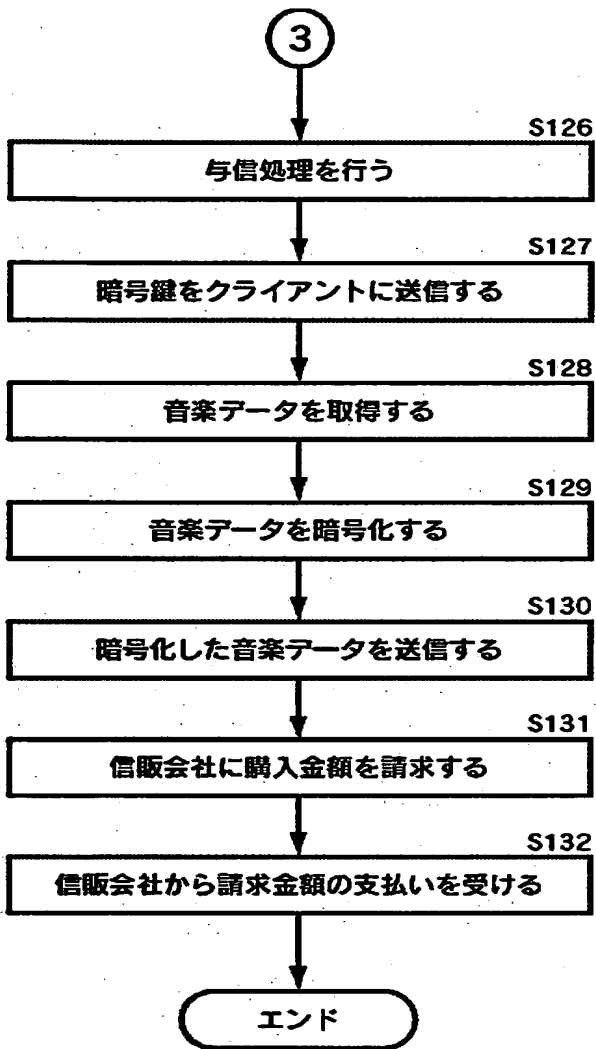 3
S126
与信処理を行う
S127
暗号鍵をクライアントに送信する
S128
音楽データを取得する
S129
音楽データを暗号化する
S130
暗号化した音楽データを送信する
S131
信販会社に購入金額を請求する
S132
信販会社から請求金額の支払いを受ける
エンド